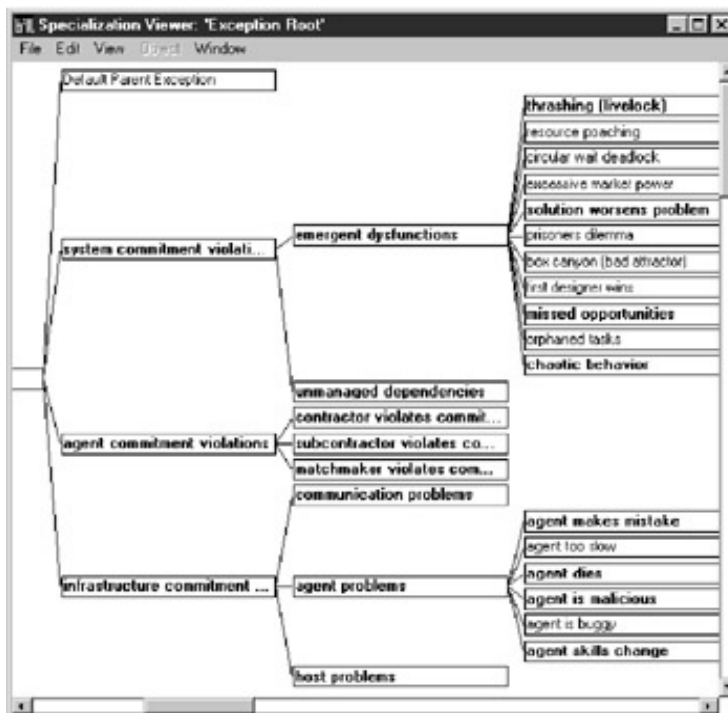 Specialization Viewer: "Exception Root"
File Edit View Object Window
Default Parent Exception
system commitment violati...
agent commitment violations
infrastructure commitment ...
emergent dysfunctions
unmanaged dependencies
contractor violates commit...
subcontractor violates co...
matchmaker violates com...
communication problems
agent problems
host problems
thrashing (livelock)
resource poaching
circular wait deadlock
excessive market power
solution worsens problem
prisoners dilemma
box canyon (bad attractor)
first designer wins
missed opportunities
orphaned tasks
chaotic behavior
agent makes mistake
agent too slow
agent dies
agent is malicious
agent is buggy
agent skills change